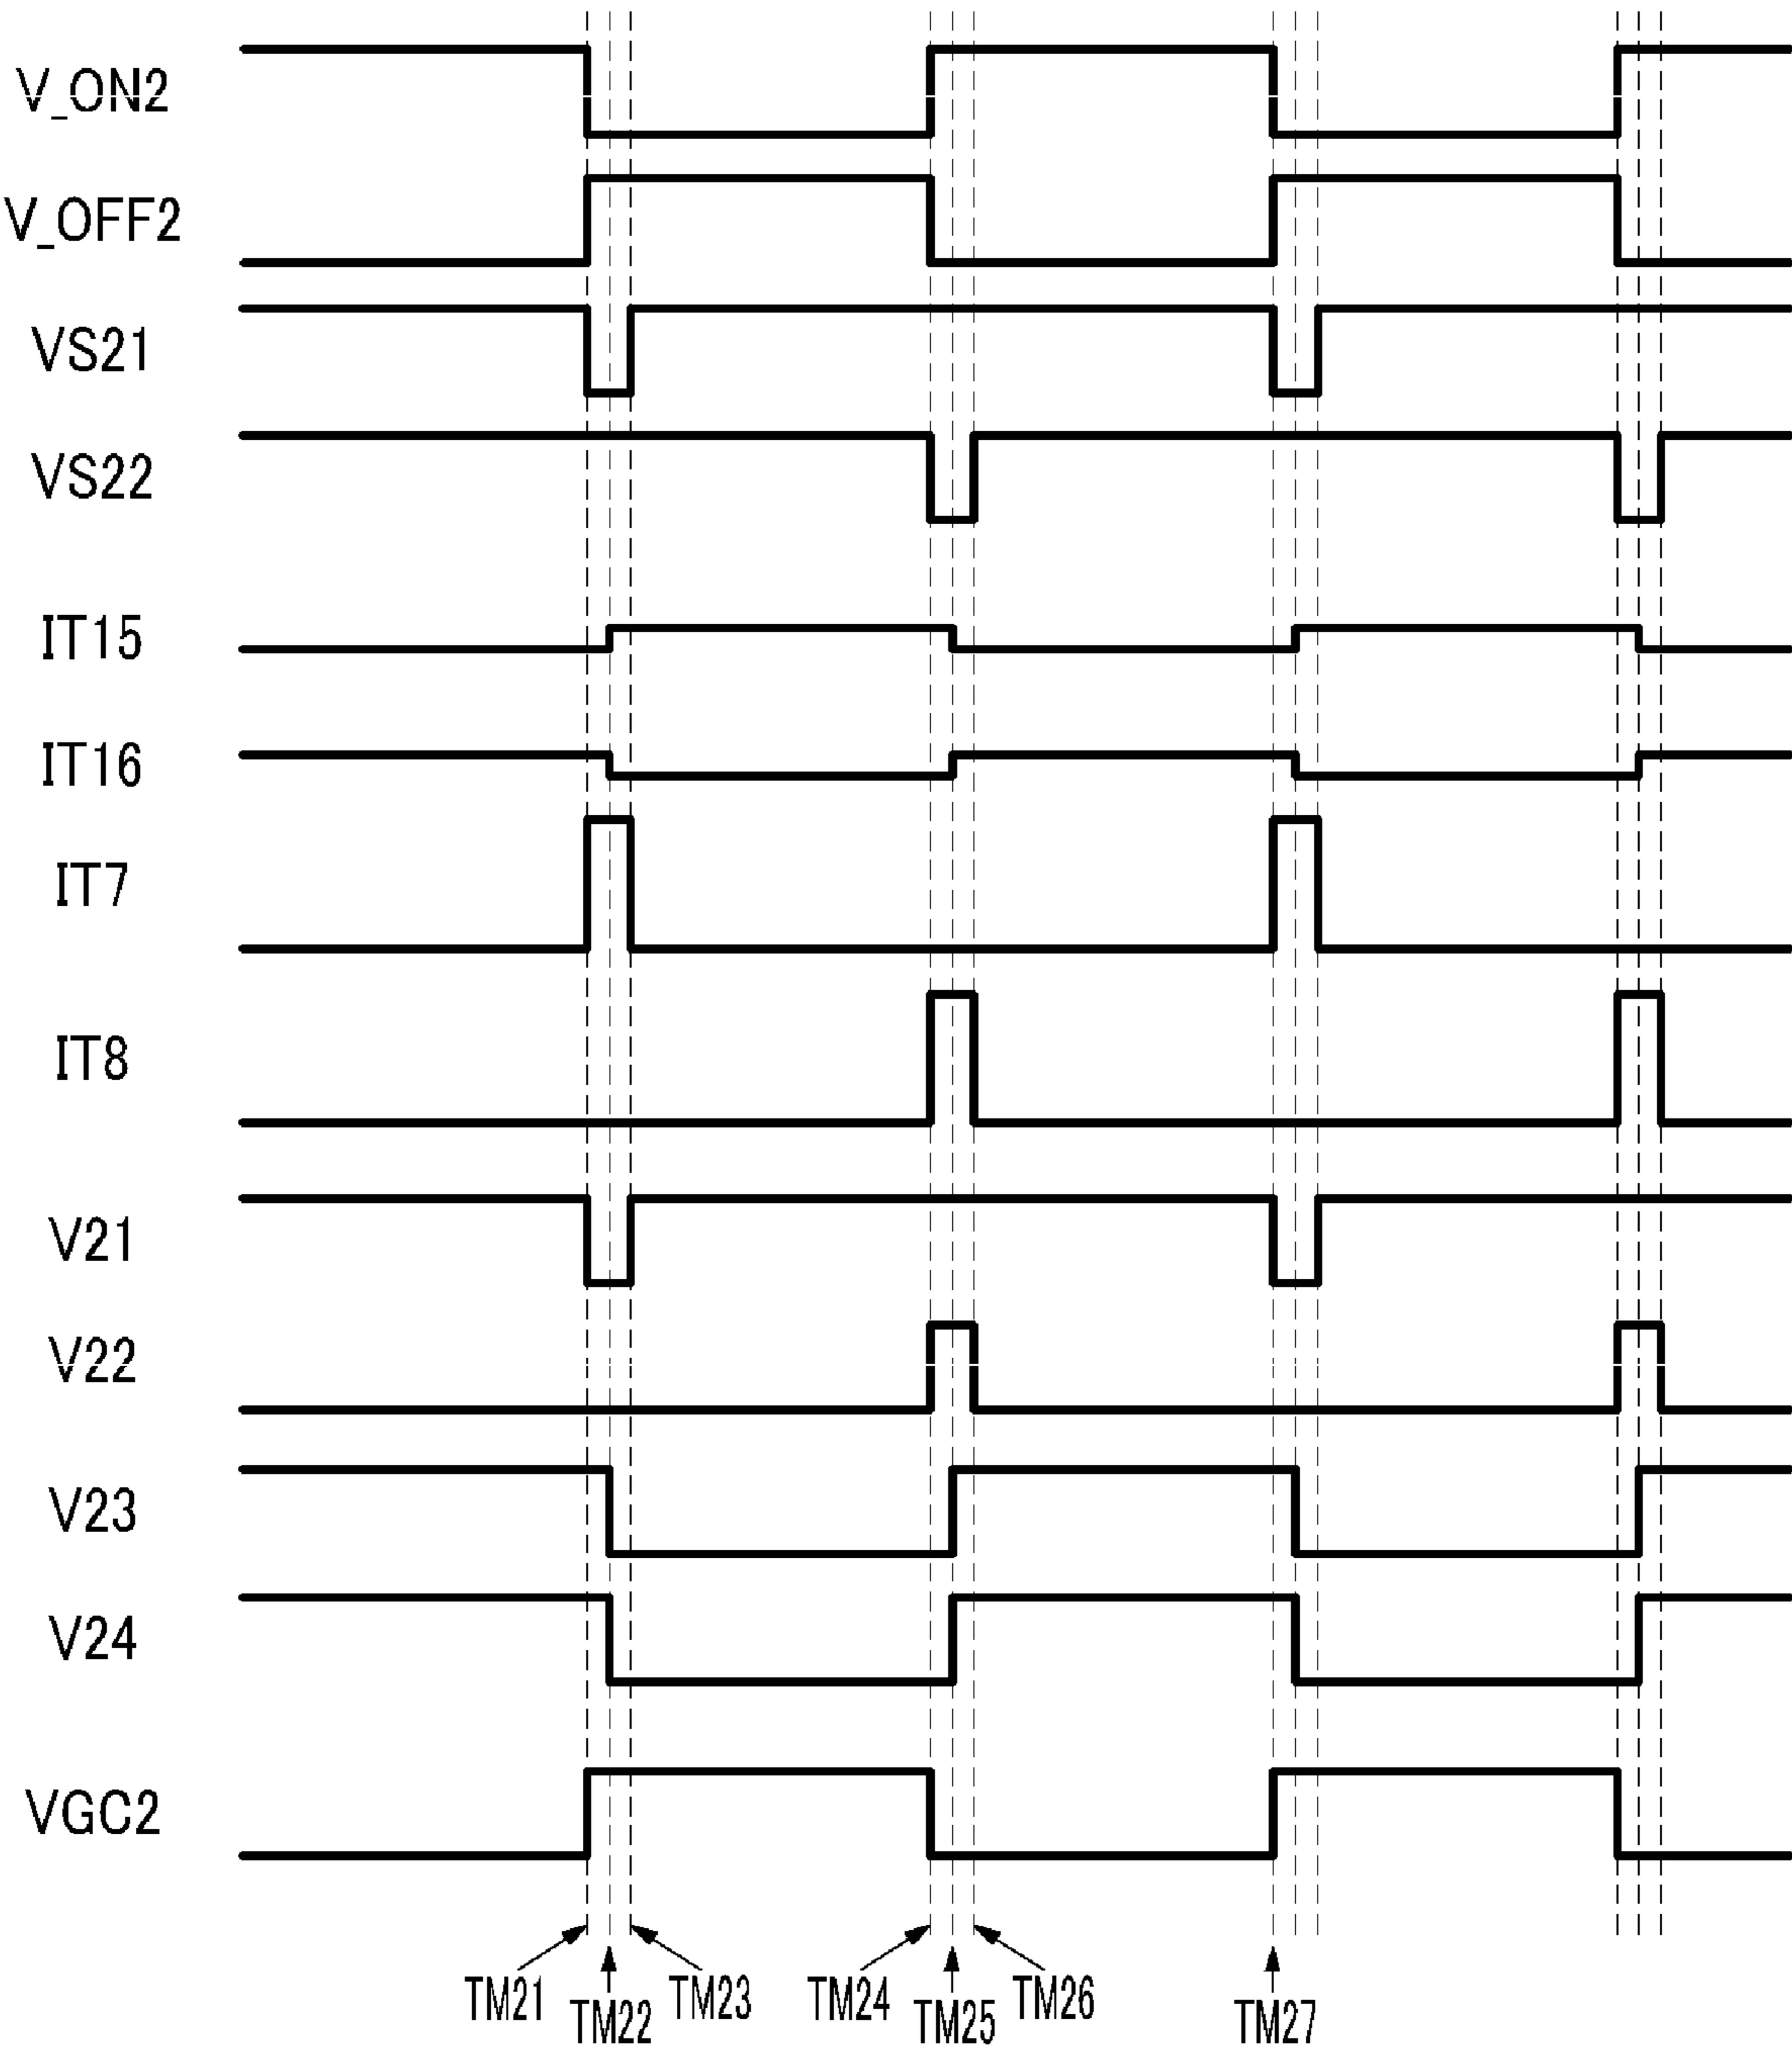 V_ON2
V_OFF2
VS21
VS22
IT15
IT16
IT7
IT8
V21
V22
V23
V24
VGC2
TM21
TM22
TM23
TM24
TM25
TM26
TM27